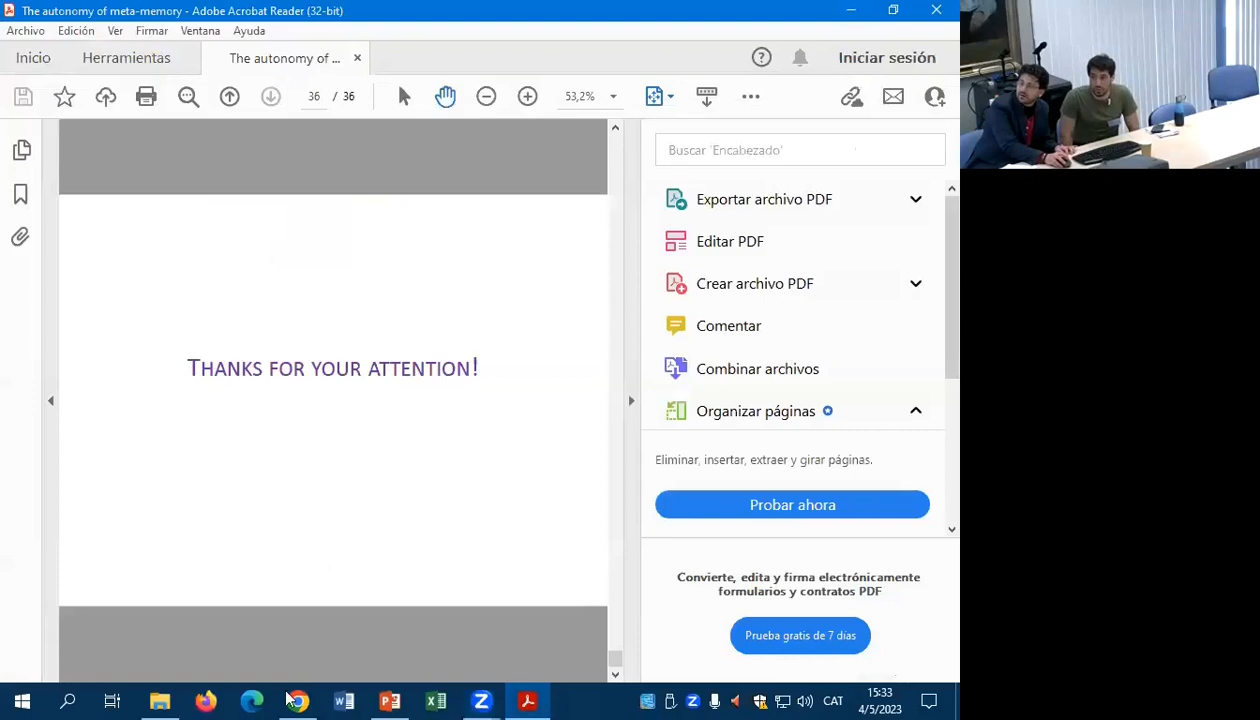 The autonomy of meta-memory - Adobe Acrobat Reader (32-bit)
Archivo Edición Ver Firmar Ventana Ayuda
Inicio Herramientas The autonomy of ... × Iniciar sesión
36 / 36 53,2%
Buscar 'Encabezado'
Exportar archivo PDF
Editar PDF
Crear archivo PDF
Comentar
Combinar archivos
Organizar páginas
Eliminar, insertar, extraer y girar páginas.
Probar ahora
Convierte, edita y firma electrónicamente
formularios y contratos PDF
Prueba gratis de 7 días
THANKS FOR YOUR ATTENTION!
CAT
15:33
4/5/2023